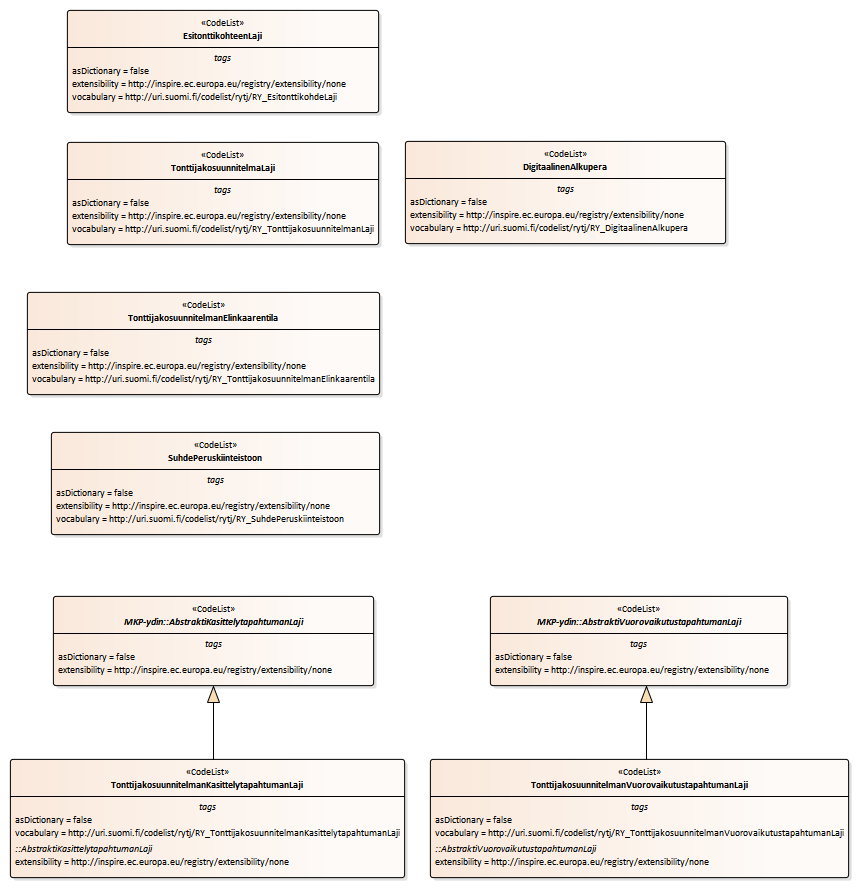 «CodeList»
EsitonttikohteenLaji
tags
asDictionary = false
extensibility = http://inspire.ec.europa.eu/registry/extensibility/none
vocabulary = http://uri.suomi.fi/codelist/rytj/RY_EsitonttikohdeLaji
«CodeList»
TonttijakosuunnitelmaLaji
tags
asDictionary = false
extensibility = http://inspire.ec.europa.eu/registry/extensibility/none
vocabulary = http://uri.suomi.fi/codelist/rytj/RY_TonttijakosuunnitelmanLaji
«CodeList»
DigitaalinenAlkupera
tags
asDictionary = false
extensibility = http://inspire.ec.europa.eu/registry/extensibility/none
vocabulary = http://uri.suomi.fi/codelist/rytj/RY_DigitaalinenAlkupera
«CodeList»
TonttijakosuunnitelmanElinkaarentila
tags
asDictionary = false
extensibility = http://inspire.ec.europa.eu/registry/extensibility/none
vocabulary = http://uri.suomi.fi/codelist/rytj/RY_TonttijakosuunnitelmanElinkaarentila
«CodeList»
SuhdePeruskiinteistoon
tags
asDictionary = false
extensibility = http://inspire.ec.europa.eu/registry/extensibility/none
vocabulary = http://uri.suomi.fi/codelist/rytj/RY_SuhdePeruskiinteistoon
«CodeList»
MKP-ydin::AbstraktiKasittelytapahtumanLaji
tags
asDictionary = false
extensibility = http://inspire.ec.europa.eu/registry/extensibility/none
«CodeList»
MKP-ydin::AbstraktiVuorovaikutustapahtumanLaji
tags
asDictionary = false
extensibility = http://inspire.ec.europa.eu/registry/extensibility/none
«CodeList»
TonttijakosuunnitelmanKasittelytapahtumanLaji
tags
asDictionary = false
vocabulary = http://uri.suomi.fi/codelist/rytj/RY_TonttijakosuunnitelmanKasittelytapahtumanLaji
::AbstraktiKasittelytapahtumanLaji
extensibility = http://inspire.ec.europa.eu/registry/extensibility/none
«CodeList»
TonttijakosuunnitelmanVuorovaikutustapahtumanLaji
tags
asDictionary = false
vocabulary = http://uri.suomi.fi/codelist/rytj/RY_TonttijakosuunnitelmanVuorovaikutustapahtumanLaji
::AbstraktiVuorovaikutustapahtumanLaji
extensibility = http://inspire.ec.europa.eu/registry/extensibility/none